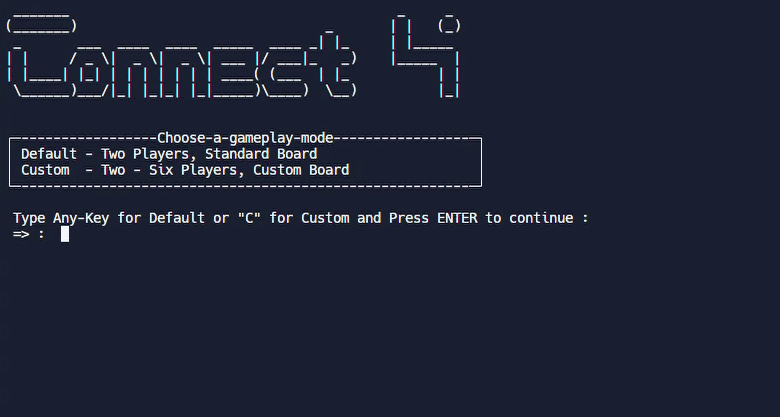 Connect 4
Choose-a-gameplay-mode
Default - Two Players, Standard Board
Custom  - Two - Six Players, Custom Board
Type Any-Key for Default or "C" for Custom and Press ENTER to continue :
=> :